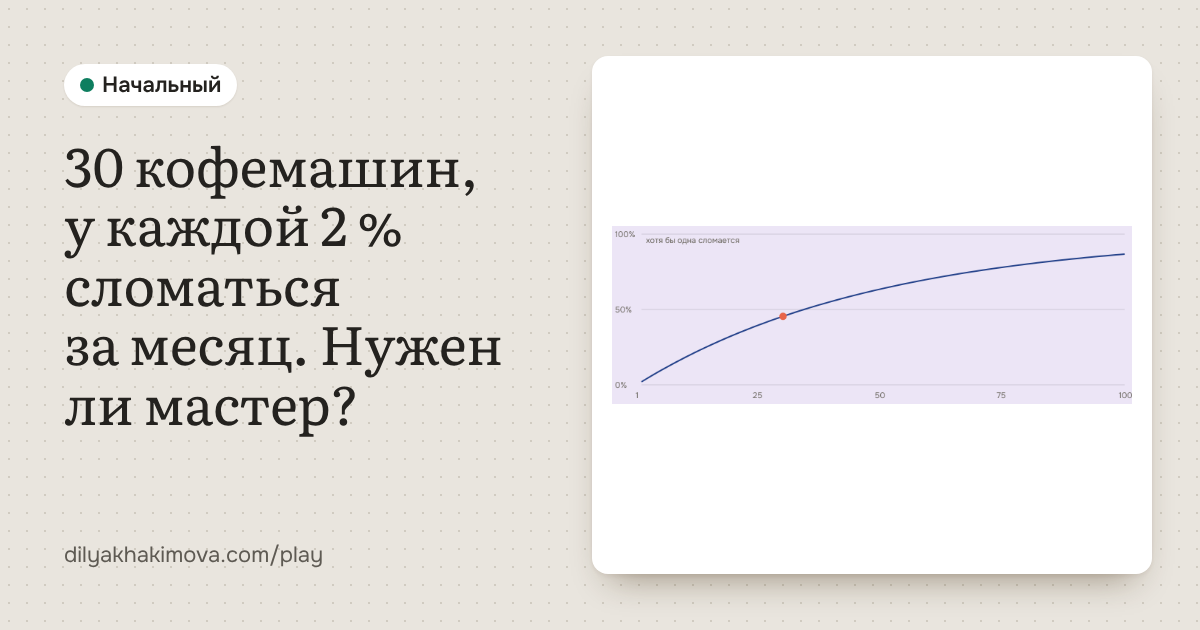 Начальный
30 кофемашин,
у каждой 2 %
сломаться
за месяц. Нужен
ли мастер?
dilyakhakimova.com/play
100%
хотя бы одна сломается
50%
0%
1
25
50
75
100